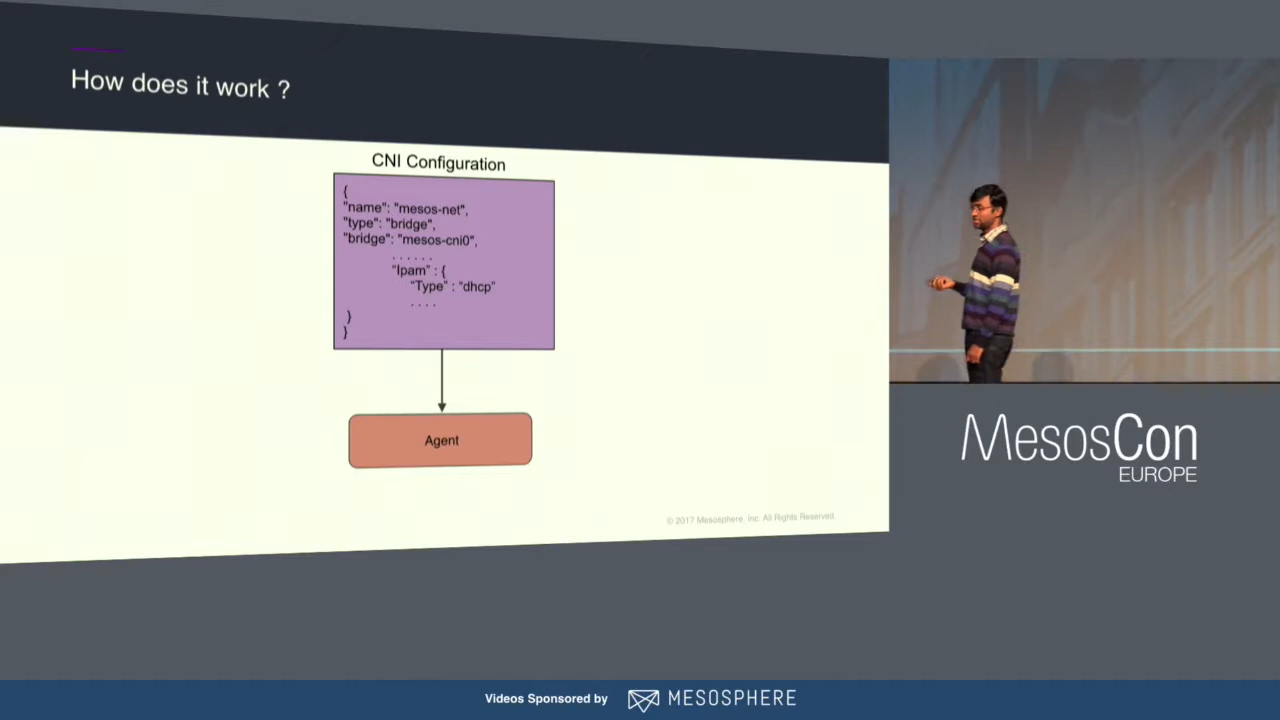 How does it work ?
CNI Configuration
{
"name": "mesos-net",
"type": "bridge",
"bridge": "mesos-cni0",
. . . . . .
“Ipam” : {
“Type” : “dhcp”
. . . .
}
}
Agent
© 2017 Mesosphere, Inc. All Rights Reserved.
MesosCon
EUROPE
Videos Sponsored by
MESOSPHERE